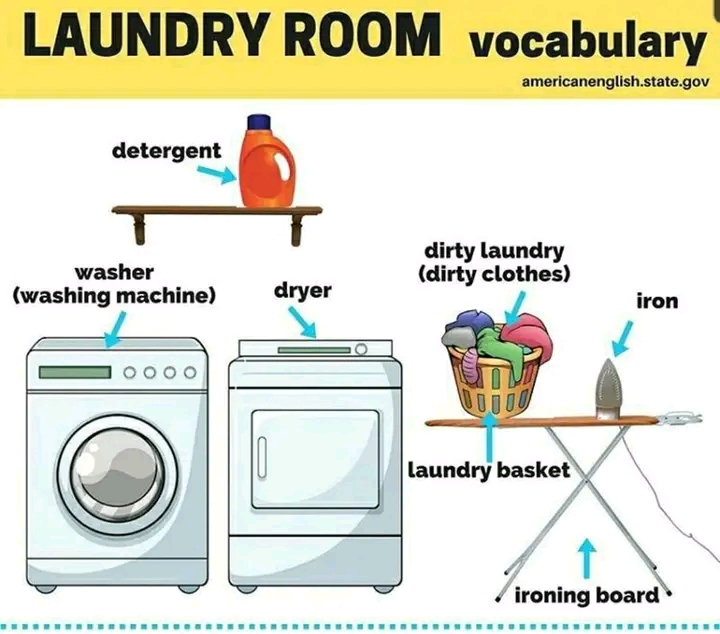 LAUNDRY ROOM vocabulary
americanenglish.state.gov
detergent
dirty laundry
(dirty clothes)
washer
(washing machine)
dryer
iron
laundry basket
ironing board